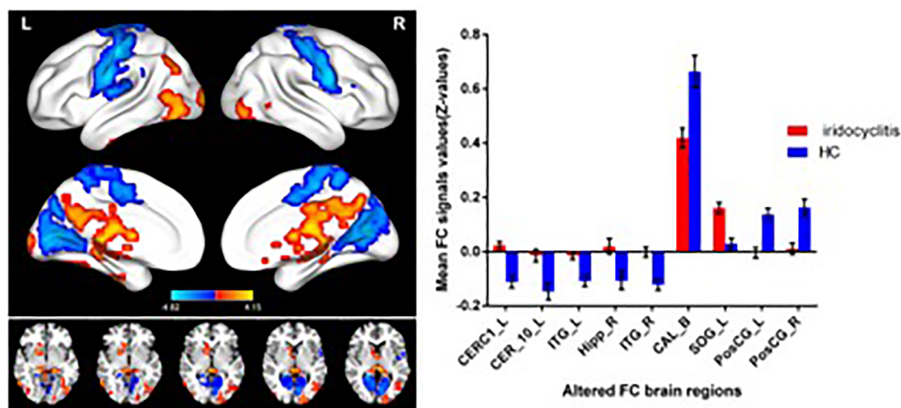 L
R
4.82
4.15
Mean FC signals values(Z-values)
0.8
0.6
0.4
0.2
0.0
-0.2
iridocyclitis
HC
CERC1_L
CER_10_L
ITG_L
Hipp_R
ITG_R
CAL_B
SOG_L
PosCG_L
PosCG_R
Altered FC brain regions